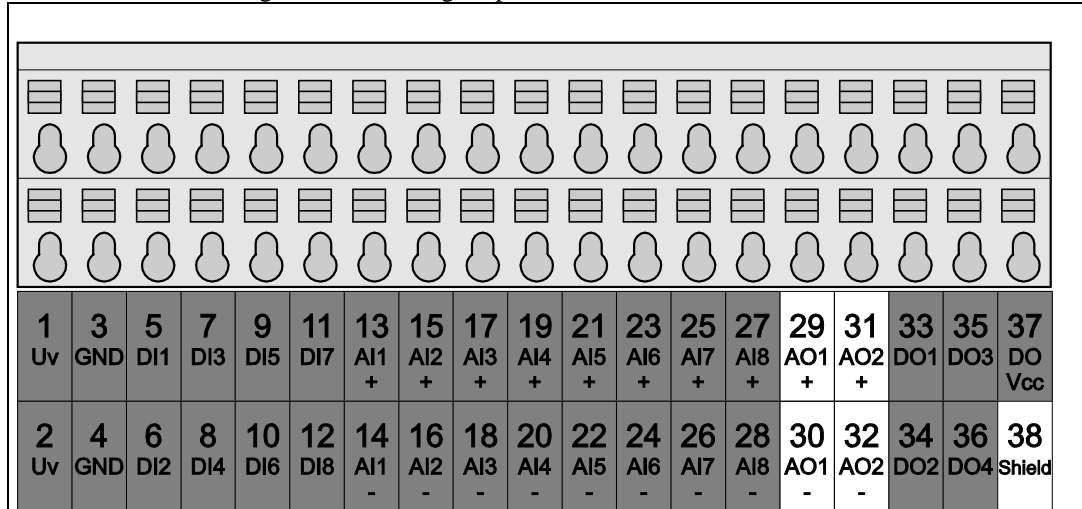 1 3 5 7 9 11 13 15 17 19 21 23 25 27 29 31 33 35 37
Uv GND DI1 DI3 DI5 DI7 AI1 AI2 AI3 AI4 AI5 AI6 AI7 AI8 AO1 AO2 DO1 DO3 DO
+ + + + + + + + + + Vcc
2 4 6 8 10 12 14 16 18 20 22 24 26 28 30 32 34 36 38
Uv GND DI2 DI4 DI6 DI8 AI1 AI2 AI3 AI4 AI5 AI6 AI7 AI8 AO1 AO2 DO2 DO4 Shield
- - - - - - - - - -